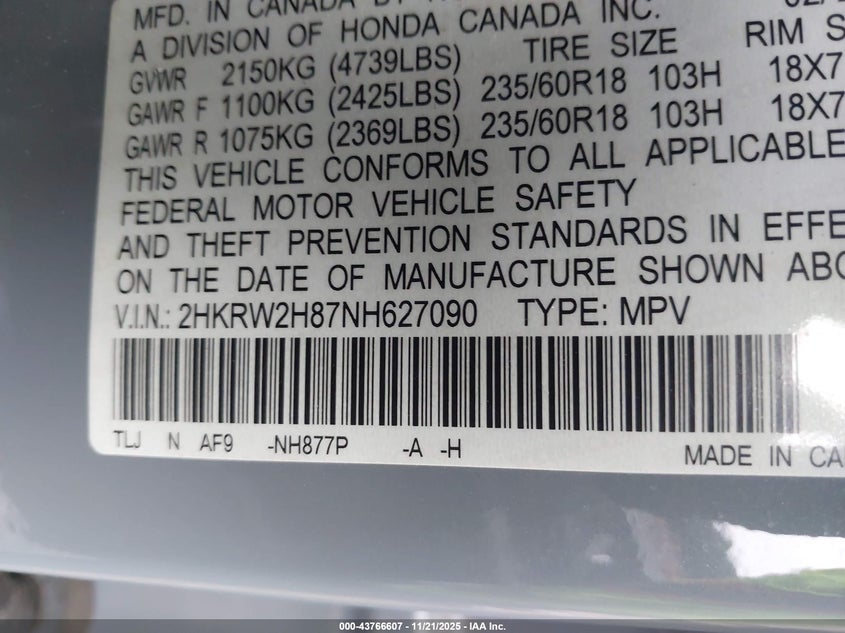 MFD. IN CANADA BY
A DIVISION OF HONDA CANADA INC.
GVWR 2150KG (4739LBS) TIRE SIZE RIM S
GAWR F 1100KG (2425LBS) 235/60R18 103H 18X7
GAWR R 1075KG (2369LBS) 235/60R18 103H 18X7
THIS VEHICLE CONFORMS TO ALL APPLICABLE
FEDERAL MOTOR VEHICLE SAFETY
AND THEFT PREVENTION STANDARDS IN EFFE
ON THE DATE OF MANUFACTURE SHOWN ABO
V.I.N.: 2HKRW2H87NH627090 TYPE: MPV
TLJ N AF9 -NH877P -A -H
MADE IN CA
000-43766607 - 11/21/2025 - IAA Inc.